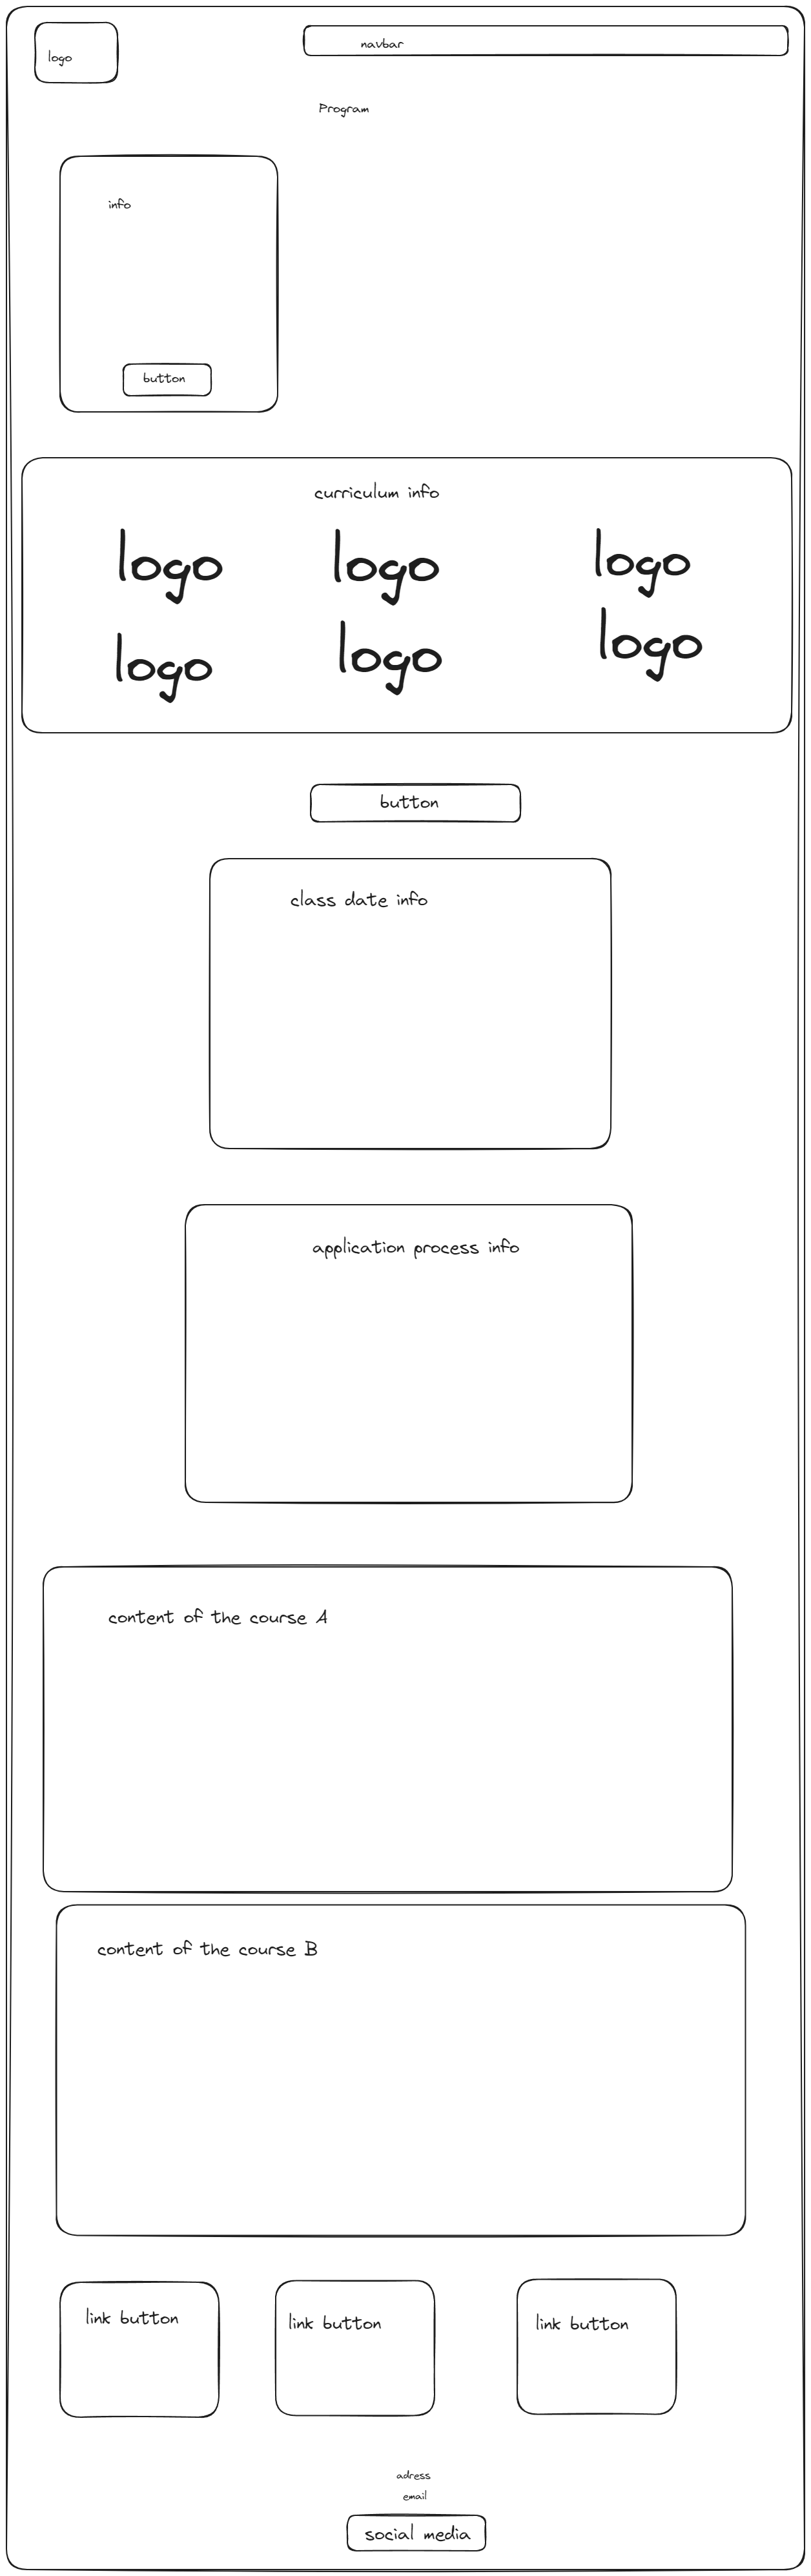 logo
navbar
Program
info
button
curriculum info
logo logo logo
logo logo logo
button
class date info
application process info
content of the course A
content of the course B
link button link button link button
adress
email
social media